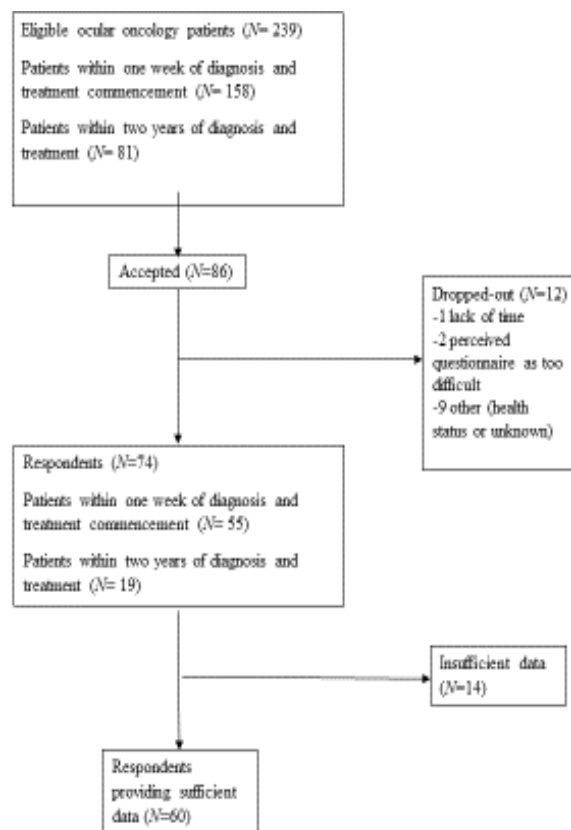 Eligible ocular oncology patients (N= 239)
Patients within one week of diagnosis and
treatment commencement (N= 158)
Patients within two years of diagnosis and
treatment (N= 81)
Accepted (N=86)
Dropped-out (N=12)
-1 lack of time
-2 perceived
questionnaire as too
difficult
-9 other (health
status or unknown)
Respondents (N=74)
Patients within one week of diagnosis and
treatment commencement (N= 55)
Patients within two years of diagnosis and
treatment (N= 19)
Insufficient data
(N=14)
Respondents
providing sufficient
data (N=60)